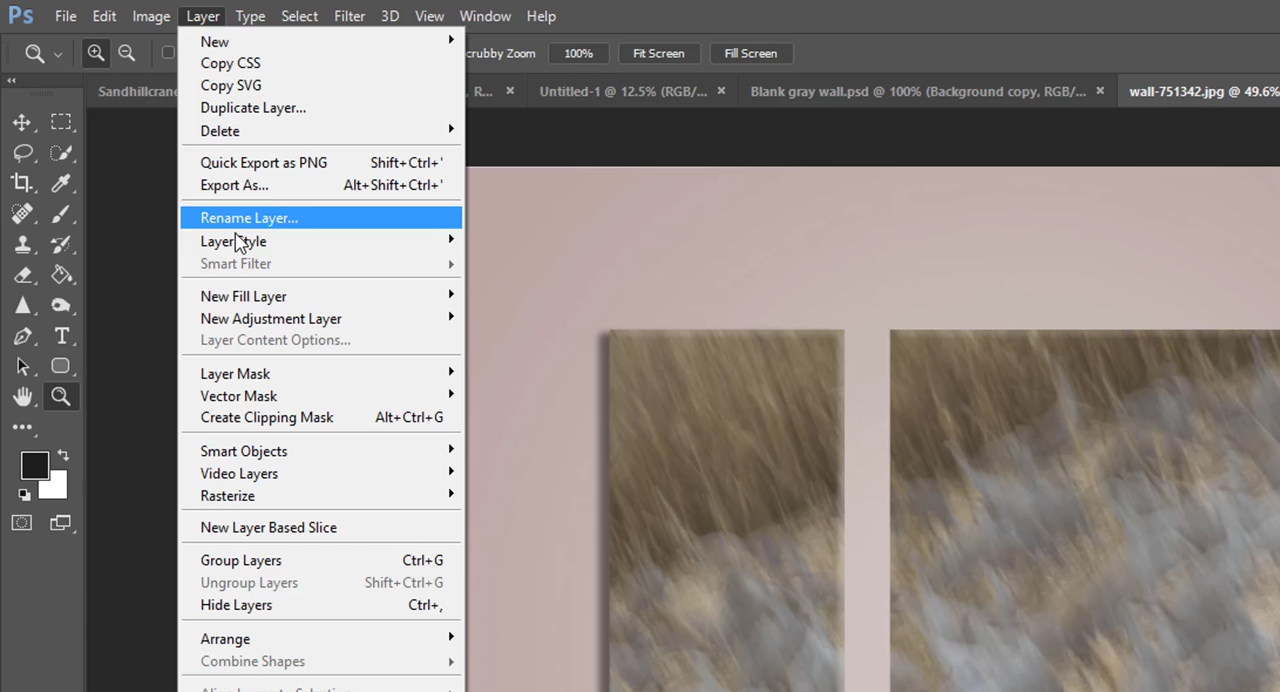 Ps File Edit Image Layer Type Select Filter 3D View Window Help
crubby Zoom 100% Fit Screen Fill Screen
Sandhillcrane R... × Untitled-1 @ 12.5% (RGB/... × Blank gray wall.psd @ 100% (Background copy, RGB/... × wall-751342.jpg @ 49.6%
New
Copy CSS
Copy SVG
Duplicate Layer...
Delete
Quick Export as PNG Shift+Ctrl+'
Export As... Alt+Shift+Ctrl+'
Rename Layer...
Layer Style
Smart Filter
New Fill Layer
New Adjustment Layer
Layer Content Options...
Layer Mask
Vector Mask
Create Clipping Mask Alt+Ctrl+G
Smart Objects
Video Layers
Rasterize
New Layer Based Slice
Group Layers Ctrl+G
Ungroup Layers Shift+Ctrl+G
Hide Layers Ctrl+,
Arrange
Combine Shapes